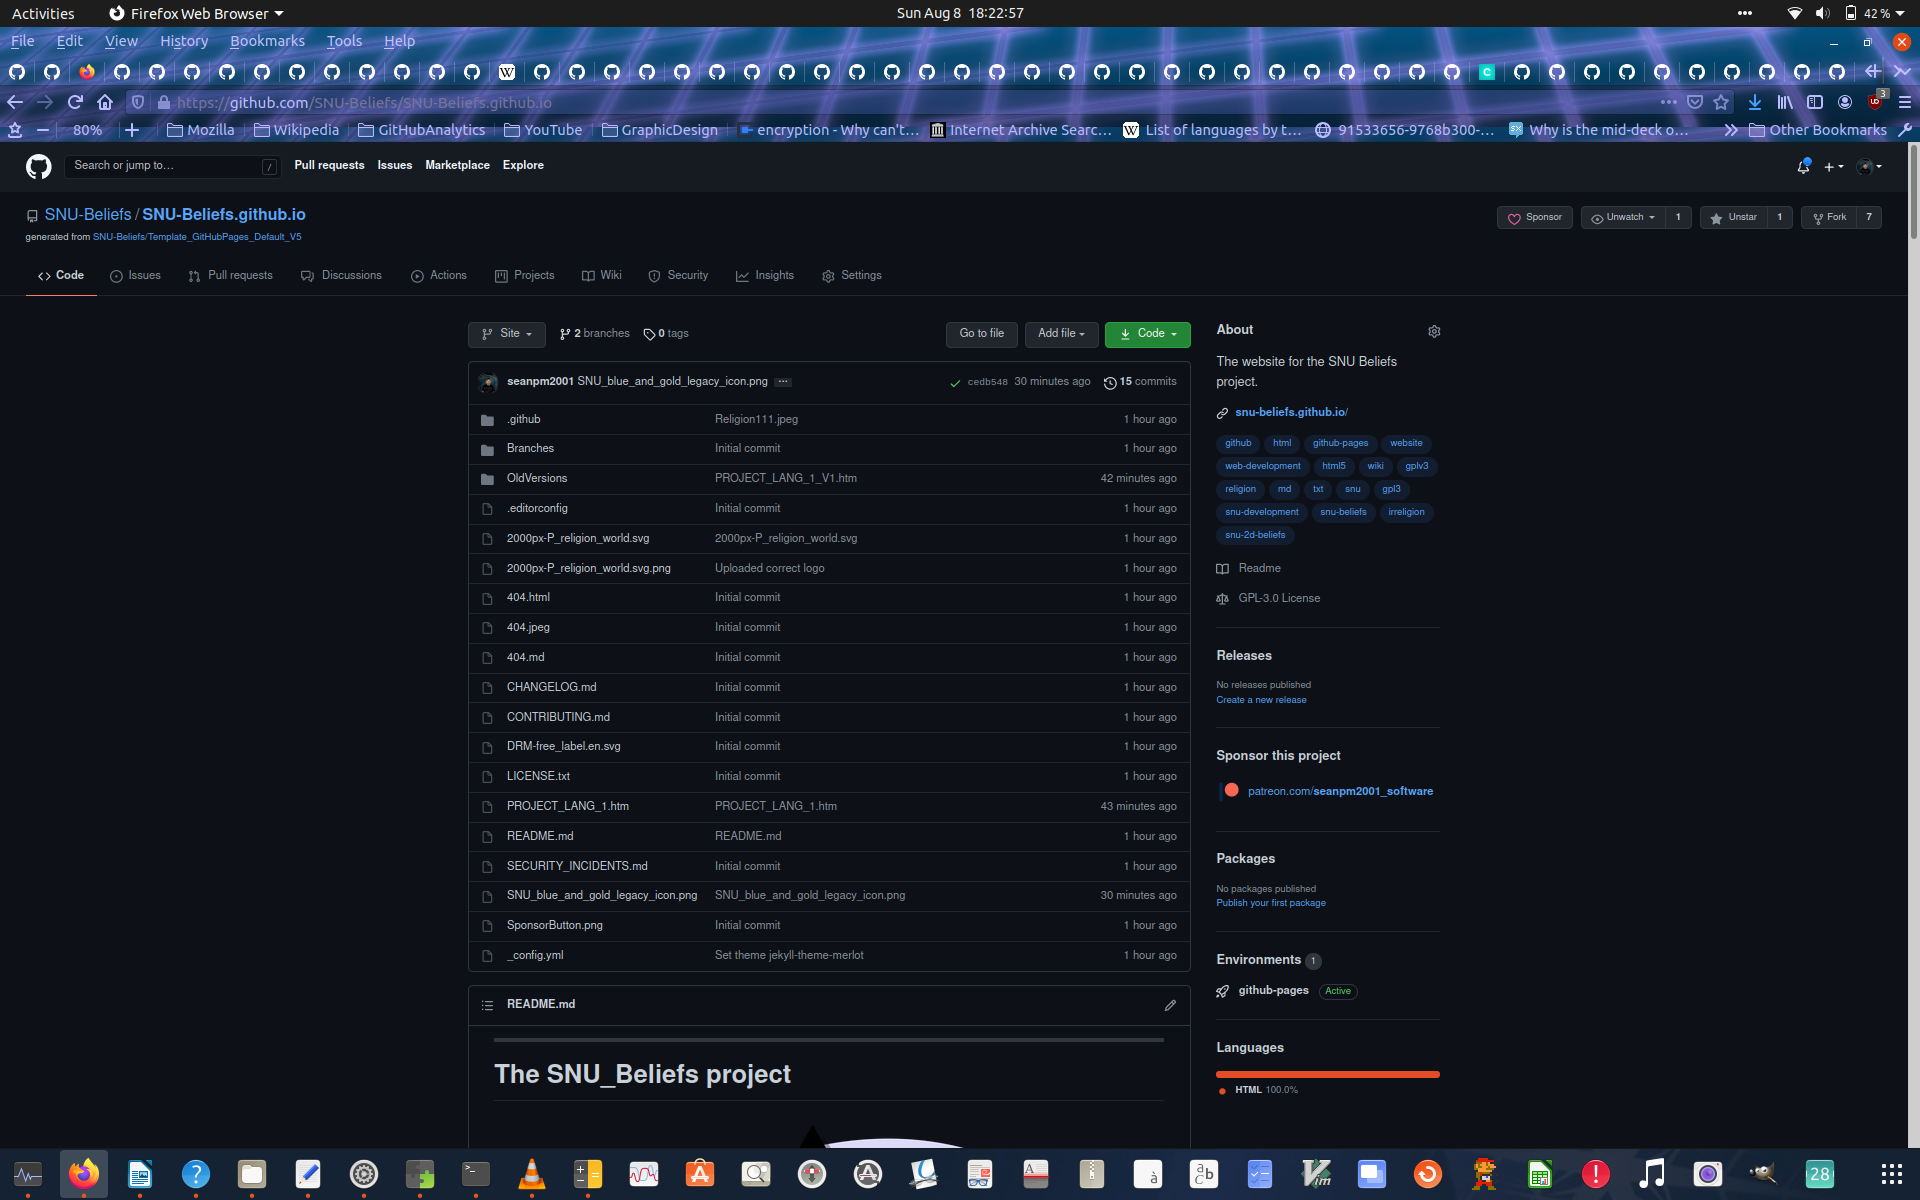 Activities Firefox Web Browser Sun Aug 8 18:22:57 42 %
File Edit View History Bookmarks Tools Help
https://github.com/SNU-Beliefs/SNU-Beliefs.github.io 3
80% Mozilla Wikipedia GitHubAnalytics YouTube GraphicDesign encryption - Why can't… Internet Archive Searc… List of languages by t… 91533656-9768b300-… Why is the mid-deck o… Other Bookmarks
Search or jump to… / Pull requests Issues Marketplace Explore
SNU-Beliefs / SNU-Beliefs.github.io Sponsor Unwatch 1 Unstar 1 Fork 7
generated from SNU-Beliefs/Template_GitHubPages_Default_V5
Code Issues Pull requests Discussions Actions Projects Wiki Security Insights Settings
Site 2 branches 0 tags Go to file Add file Code
seanpm2001 SNU_blue_and_gold_legacy_icon.png … cedb548 30 minutes ago 15 commits
.github Religion111.jpeg 1 hour ago
Branches Initial commit 1 hour ago
OldVersions PROJECT_LANG_1_V1.htm 42 minutes ago
.editorconfig Initial commit 1 hour ago
2000px-P_religion_world.svg 2000px-P_religion_world.svg 1 hour ago
2000px-P_religion_world.svg.png Uploaded correct logo 1 hour ago
404.html Initial commit 1 hour ago
404.jpeg Initial commit 1 hour ago
404.md Initial commit 1 hour ago
CHANGELOG.md Initial commit 1 hour ago
CONTRIBUTING.md Initial commit 1 hour ago
DRM-free_label.en.svg Initial commit 1 hour ago
LICENSE.txt Initial commit 1 hour ago
PROJECT_LANG_1.htm PROJECT_LANG_1.htm 43 minutes ago
README.md README.md 1 hour ago
SECURITY_INCIDENTS.md Initial commit 1 hour ago
SNU_blue_and_gold_legacy_icon.png SNU_blue_and_gold_legacy_icon.png 30 minutes ago
SponsorButton.png Initial commit 1 hour ago
_config.yml Set theme jekyll-theme-merlot 1 hour ago
README.md
The SNU_Beliefs project
About
The website for the SNU Beliefs
project.
snu-beliefs.github.io/
github html github-pages website
web-development html5 wiki gplv3
religion md txt snu gpl3
snu-development snu-beliefs irreligion
snu-2d-beliefs
Readme
GPL-3.0 License
Releases
No releases published
Create a new release
Sponsor this project
patreon.com/seanpm2001_software
Packages
No packages published
Publish your first package
Environments 1
github-pages Active
Languages
HTML 100.0%
28